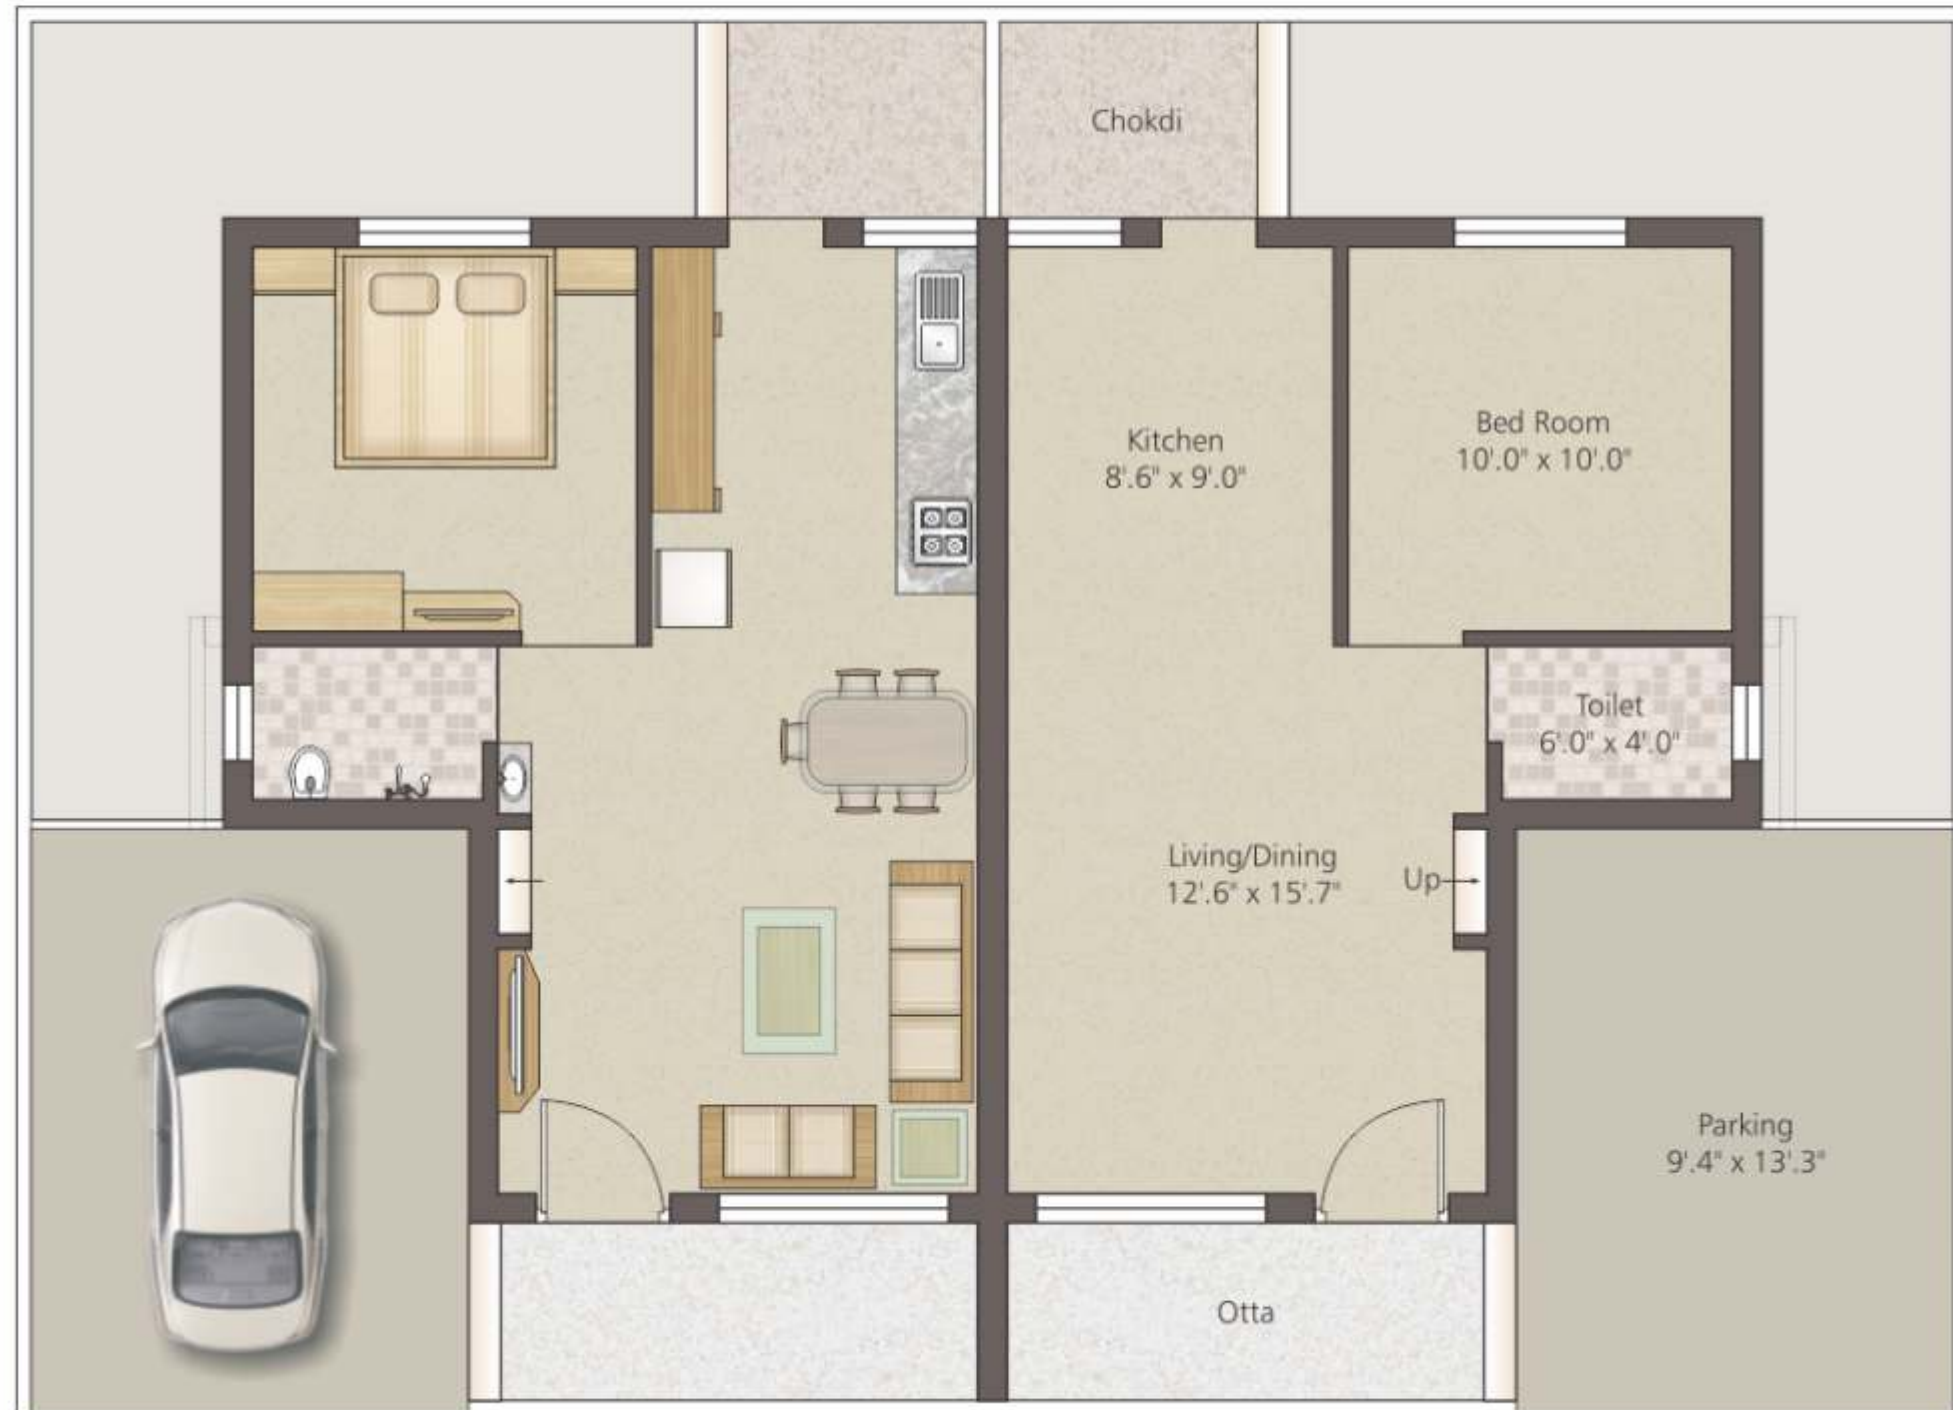 Chokdi
Kitchen
8'.6" x 9'.0"
Bed Room
10'.0" x 10'.0"
Toilet
6'.0" x 4'.0"
Living/Dining
12'.6" x 15'.7"
Up
Parking
9'.4" x 13'.3"
Otta